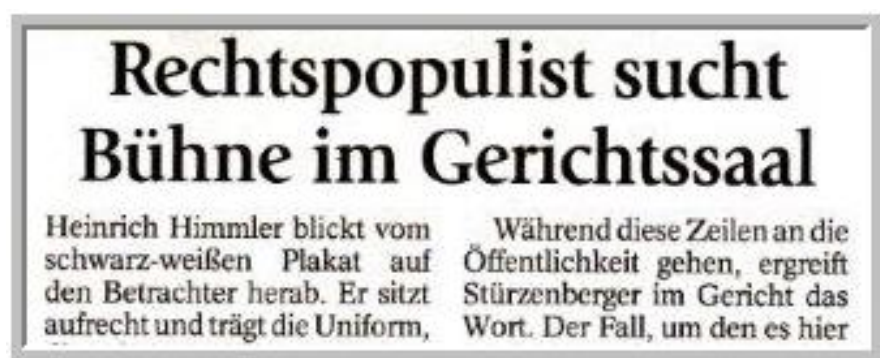 Rechtspopulist sucht
Bühne im Gerichtssaal
Heinrich Himmler blickt vom
schwarz-weißen Plakat auf
den Betrachter herab. Er sitzt
aufrecht und trägt die Uniform,
Während diese Zeilen an die
Öffentlichkeit gehen, ergreift
Stürzenberger im Gericht das
Wort. Der Fall, um den es hier